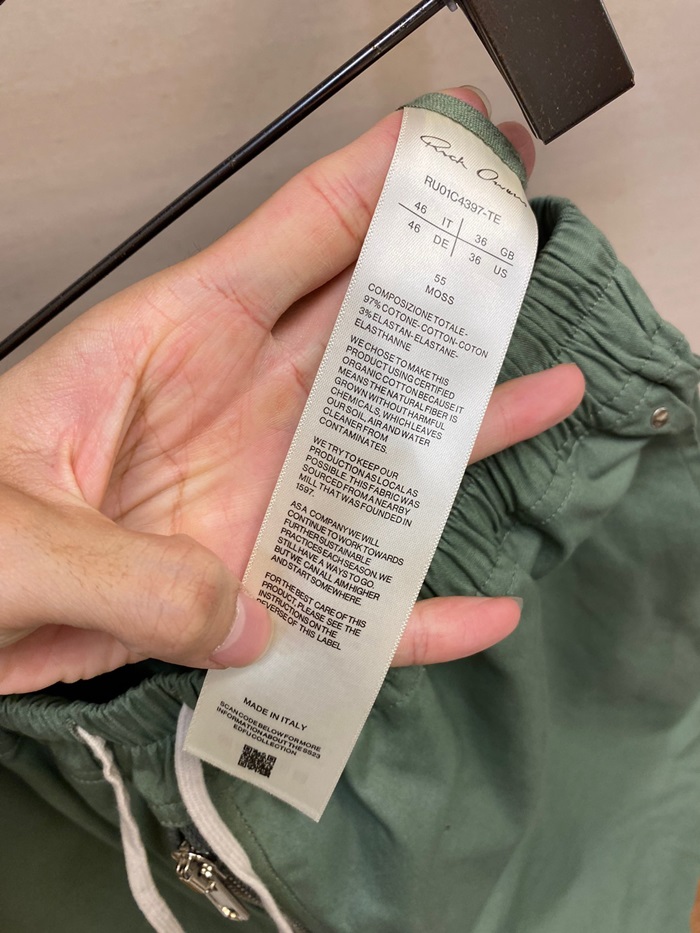 Rick Owens
RU01C4397-TE
46 IT 36 GB
46 DE 36 US
55
MOSS
COMPOSIZIONE TOTALE-
97% COTONE-COTTON-COTON
3% ELASTAN-ELASTANE-
ELASTHANNE
WE CHOSE TO MAKE THIS
PRODUCT USING CERTIFIED
ORGANIC COTTON BECAUSE IT
MEANS THE NATURAL FIBER IS
GROWN WITHOUT HARMFUL
CHEMICALS, WHICH LEAVES
OUR SOIL, AIR AND WATER
CLEANER FROM
CONTAMINATES.
WE TRY TO KEEP OUR
PRODUCTION AS LOCAL AS
POSSIBLE. THIS FABRIC WAS
SOURCED FROM A NEARBY
MILL THAT WAS FOUNDED IN
1597.
AS A COMPANY WE WILL
CONTINUE TO WORK TOWARDS
FURTHER SUSTAINABLE
PRACTICES EACH SEASON. WE
STILL HAVE A WAYS TO GO.
BUT WE CAN ALL AIM HIGHER
AND START SOMEWHERE.
FOR THE BEST CARE OF THIS
PRODUCT, PLEASE SEE THE
INSTRUCTIONS ON THE
REVERSE OF THIS LABEL
MADE IN ITALY
SCAN CODE BELOW FOR MORE
INFORMATION ABOUT THE SS23
EDFU COLLECTION